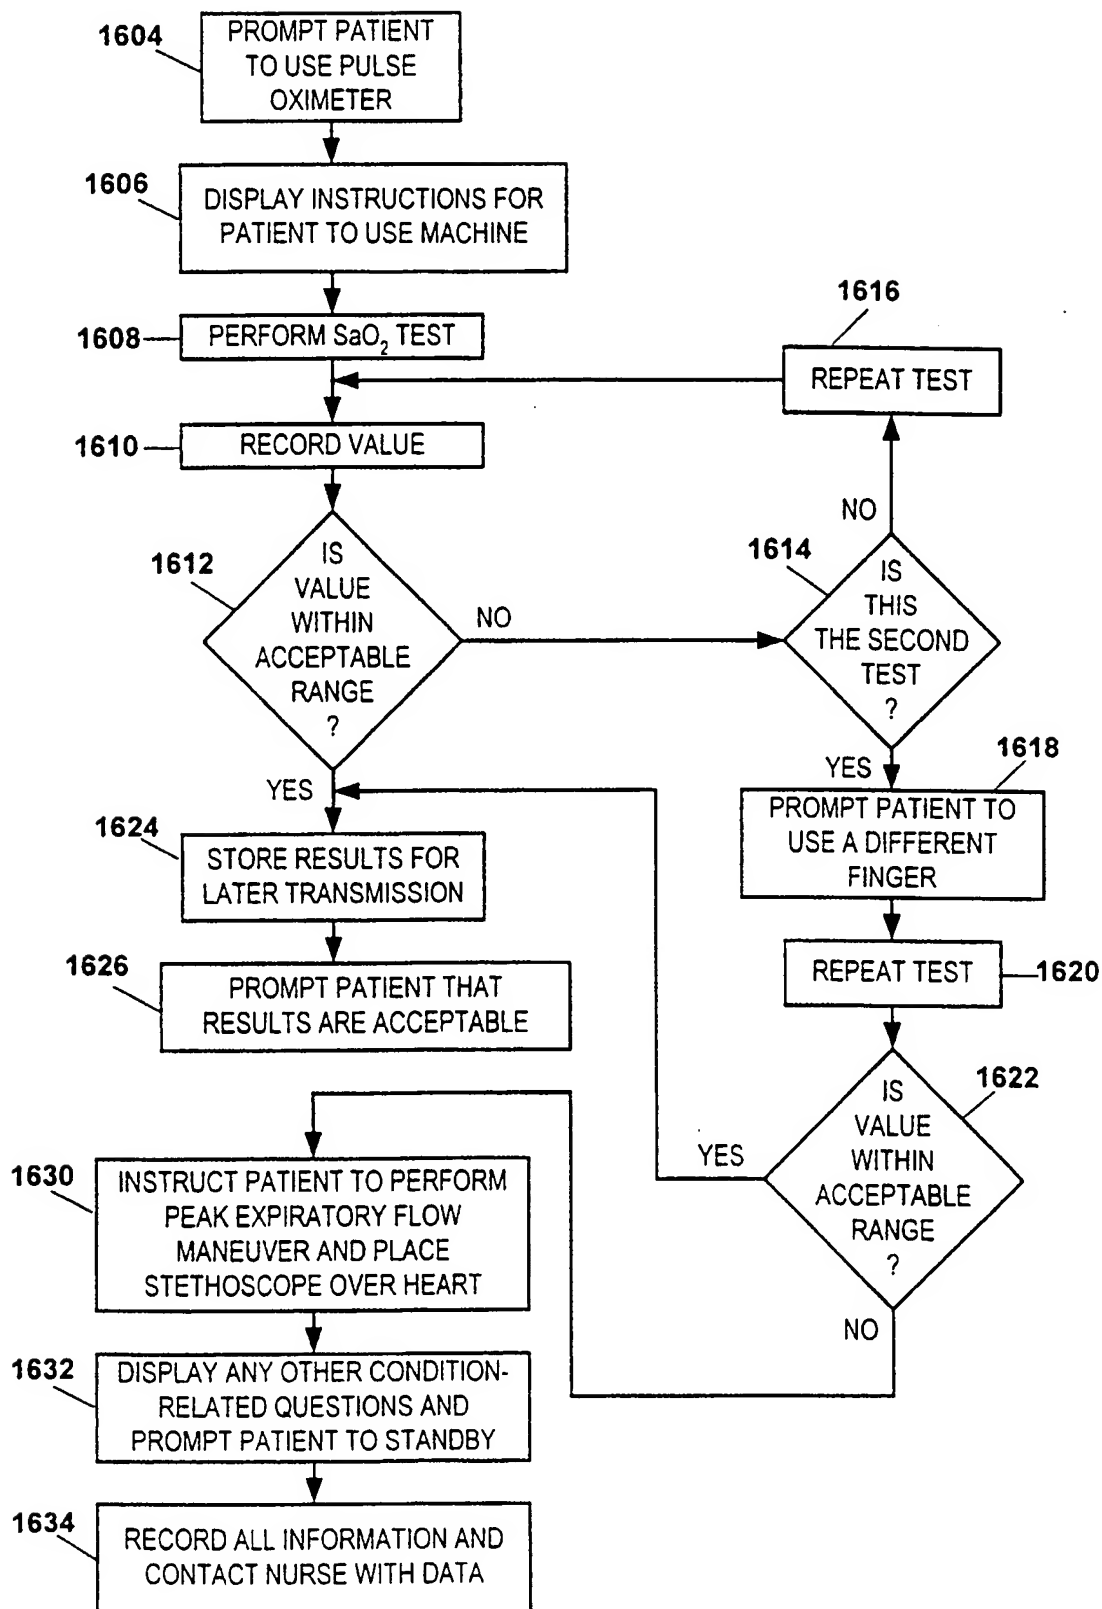 1604
PROMPT PATIENT
TO USE PULSE
OXIMETER
1606
DISPLAY INSTRUCTIONS FOR
PATIENT TO USE MACHINE
1608
PERFORM SaO₂ TEST
1616
REPEAT TEST
1610
RECORD VALUE
NO
1612
IS
VALUE
WITHIN
ACCEPTABLE
RANGE
?
NO
1614
IS
THIS
THE SECOND
TEST
?
YES
YES
1618
PROMPT PATIENT TO
USE A DIFFERENT
FINGER
1624
STORE RESULTS FOR
LATER TRANSMISSION
1626
PROMPT PATIENT THAT
RESULTS ARE ACCEPTABLE
REPEAT TEST
1620
1622
IS
VALUE
WITHIN
ACCEPTABLE
RANGE
?
YES
NO
1630
INSTRUCT PATIENT TO PERFORM
PEAK EXPIRATORY FLOW
MANEUVER AND PLACE
STETHOSCOPE OVER HEART
1632
DISPLAY ANY OTHER CONDITION-
RELATED QUESTIONS AND
PROMPT PATIENT TO STANDBY
1634
RECORD ALL INFORMATION AND
CONTACT NURSE WITH DATA